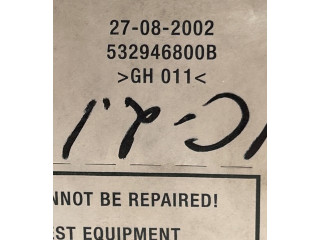 27-08-2002
532946800B
>GH 011<
NNOT BE REPAIRED!
ST EQUIPMENT